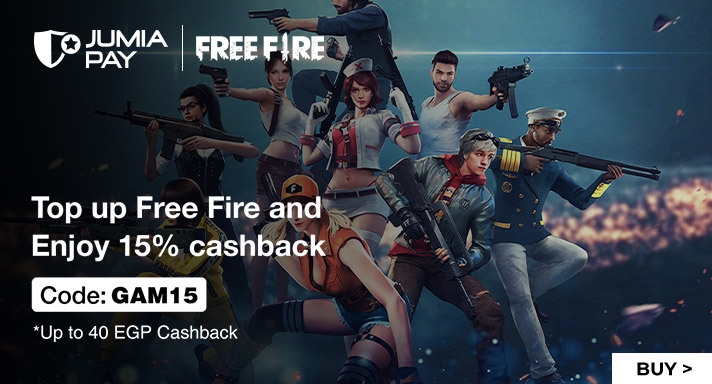 JUMIA
PAY
FREE FIRE
Top up Free Fire and
Enjoy 15% cashback
Code: GAM15
*Up to 40 EGP Cashback
BUY >